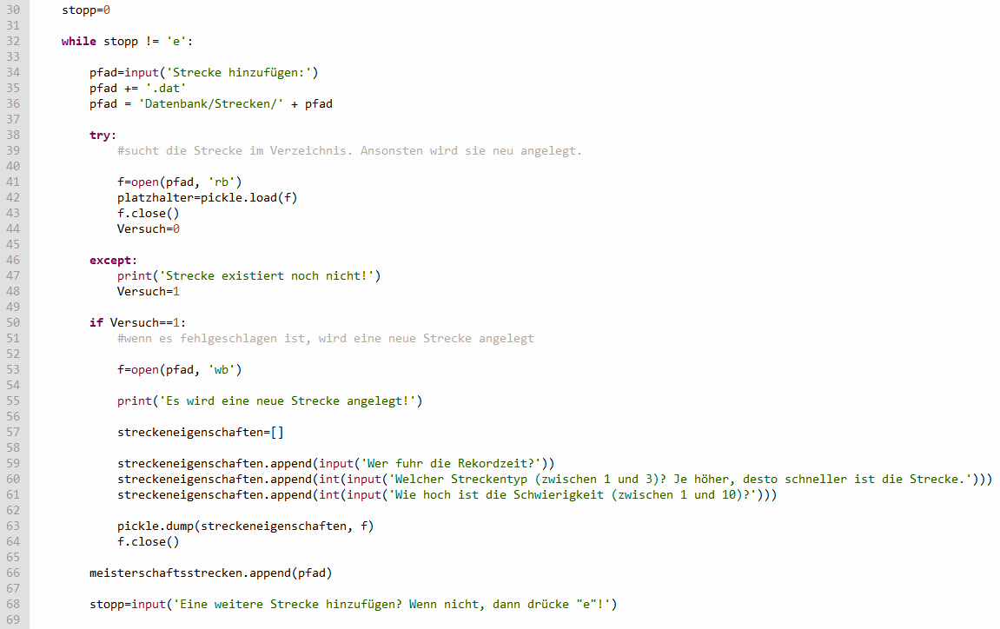 30 stopp=0
31
32 while stopp != 'e':
33
34 pfad=input('Strecke hinzufügen:')
35 pfad += '.dat'
36 pfad = 'Datenbank/Strecken/' + pfad
37
38 try:
39 #sucht die Strecke im Verzeichnis. Ansonsten wird sie neu angelegt.
40
41 f=open(pfad, 'rb')
42 platzhalter=pickle.load(f)
43 f.close()
44 Versuch=0
45
46 except:
47 print('Strecke existiert noch nicht!')
48 Versuch=1
49
50 if Versuch==1:
51 #wenn es fehlgeschlagen ist, wird eine neue Strecke angelegt
52
53 f=open(pfad, 'wb')
54
55 print('Es wird eine neue Strecke angelegt!')
56
57 streckeneigenschaften=[]
58
59 streckeneigenschaften.append(input('Wer fuhr die Rekordzeit?'))
60 streckeneigenschaften.append(int(input('Welcher Streckentyp (zwischen 1 und 3)? Je höher, desto schneller ist die Strecke.')))
61 streckeneigenschaften.append(int(input('Wie hoch ist die Schwierigkeit (zwischen 1 und 10)?')))
62
63 pickle.dump(streckeneigenschaften, f)
64 f.close()
65
66 meisterschaftsstrecken.append(pfad)
67
68 stopp=input('Eine weitere Strecke hinzufügen? Wenn nicht, dann drücke "e"!')
69